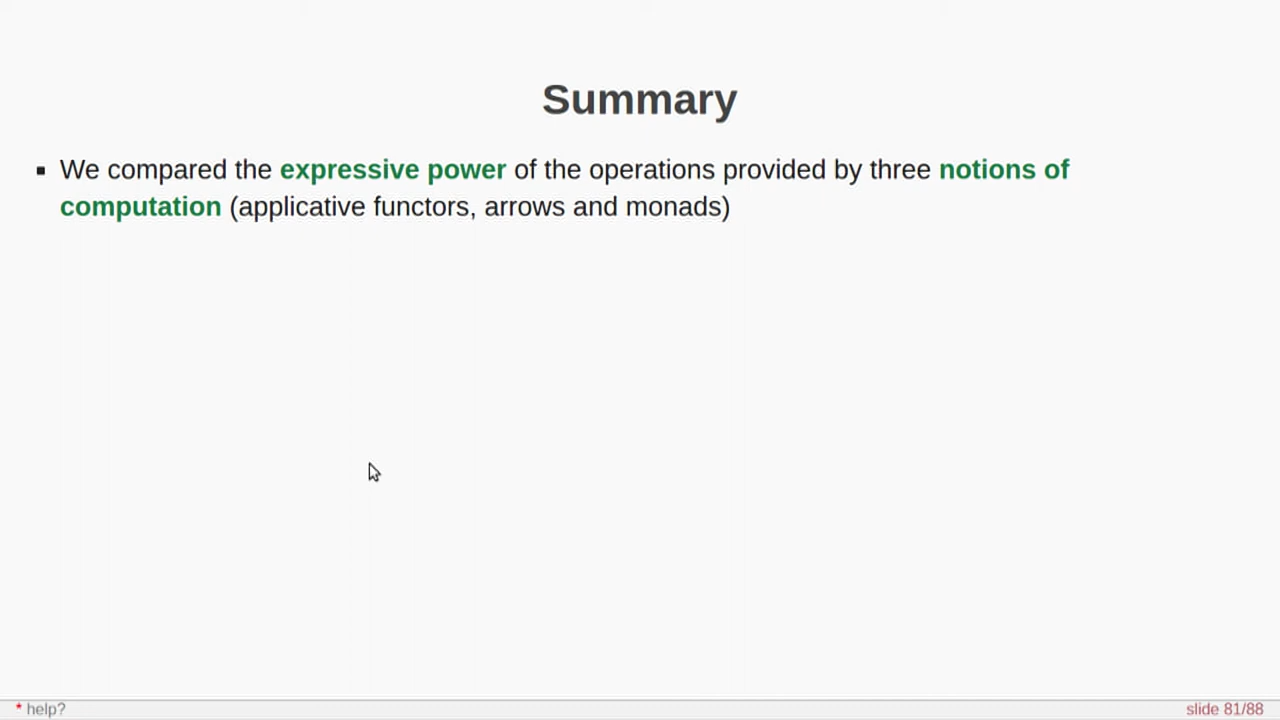 Summary
We compared the expressive power of the operations provided by three notions of
computation (applicative functors, arrows and monads)
* help?
slide 81/88